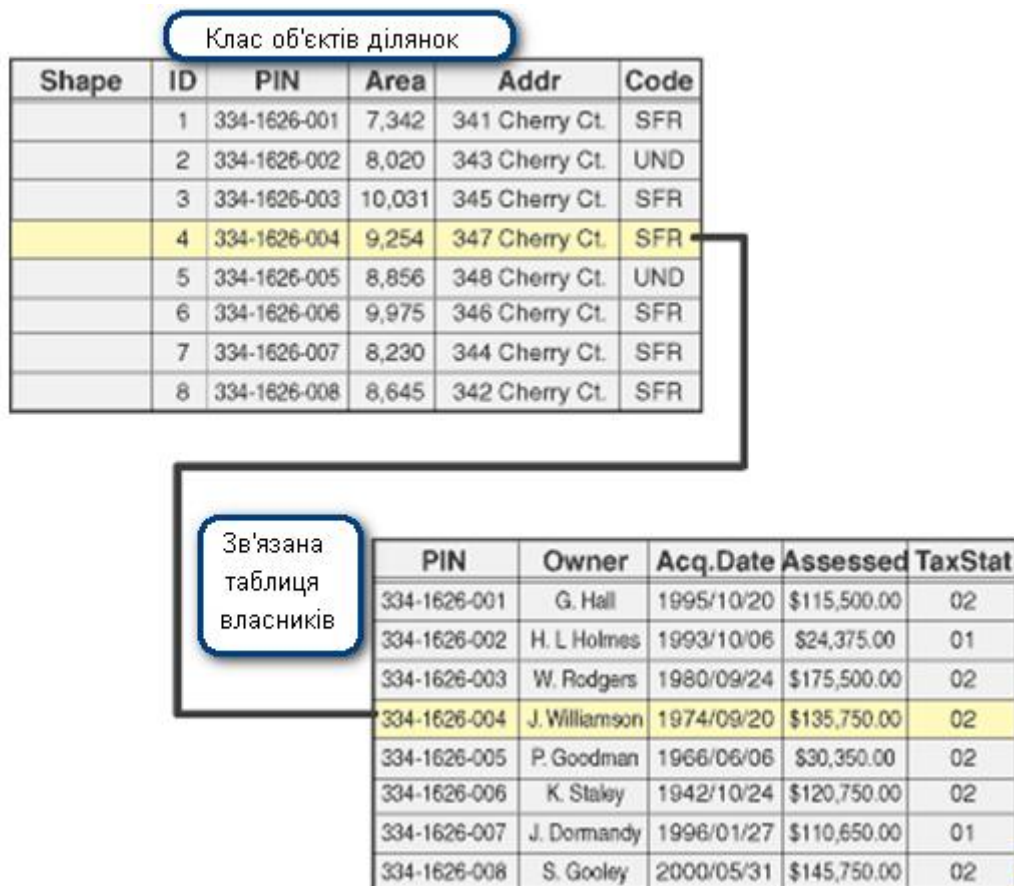 Клас об'єктів ділянок
Shape ID PIN Area Addr Code
1 334-1626-001 7,342 341 Cherry Ct. SFR
2 334-1626-002 8,020 343 Cherry Ct. UND
3 334-1626-003 10,031 345 Cherry Ct. SFR
4 334-1626-004 9,254 347 Cherry Ct. SFR
5 334-1626-005 8,856 348 Cherry Ct. UND
6 334-1626-006 9,975 346 Cherry Ct. SFR
7 334-1626-007 8,230 344 Cherry Ct. SFR
8 334-1626-008 8,645 342 Cherry Ct. SFR
Зв'язана
таблиця
власників
PIN Owner Acq.Date Assessed TaxStat
334-1626-001 G. Hall 1995/10/20 $115,500.00 02
334-1626-002 H. L Holmes 1993/10/06 $24,375.00 01
334-1626-003 W. Rodgers 1980/09/24 $175,500.00 02
334-1626-004 J. Williamson 1974/09/20 $135,750.00 02
334-1626-005 P. Goodman 1966/06/06 $30,350.00 02
334-1626-006 K. Staley 1942/10/24 $120,750.00 02
334-1626-007 J. Dormandy 1996/01/27 $110,650.00 01
334-1626-008 S. Gooley 2000/05/31 $145,750.00 02